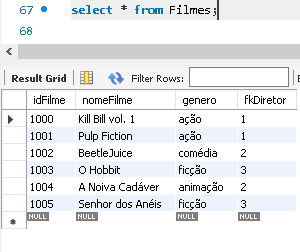 67 select * from Filmes;
68
Result Grid Filter Rows:
idFilme nomeFilme genero fkDiretor
1000 Kill Bill vol. 1 ação 1
1001 Pulp Fiction ação 1
1002 BeetleJuice comédia 2
1003 O Hobbit ficção 3
1004 A Noiva Cadáver animação 2
1005 Senhor dos Anéis ficção 3
NULL NULL NULL NULL